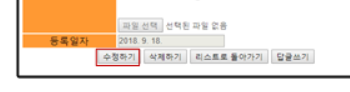 파일 선택 선택된 파일 없음
등록일자 2018. 9. 18.
수정하기 삭제하기 리스트로 돌아가기 답글쓰기